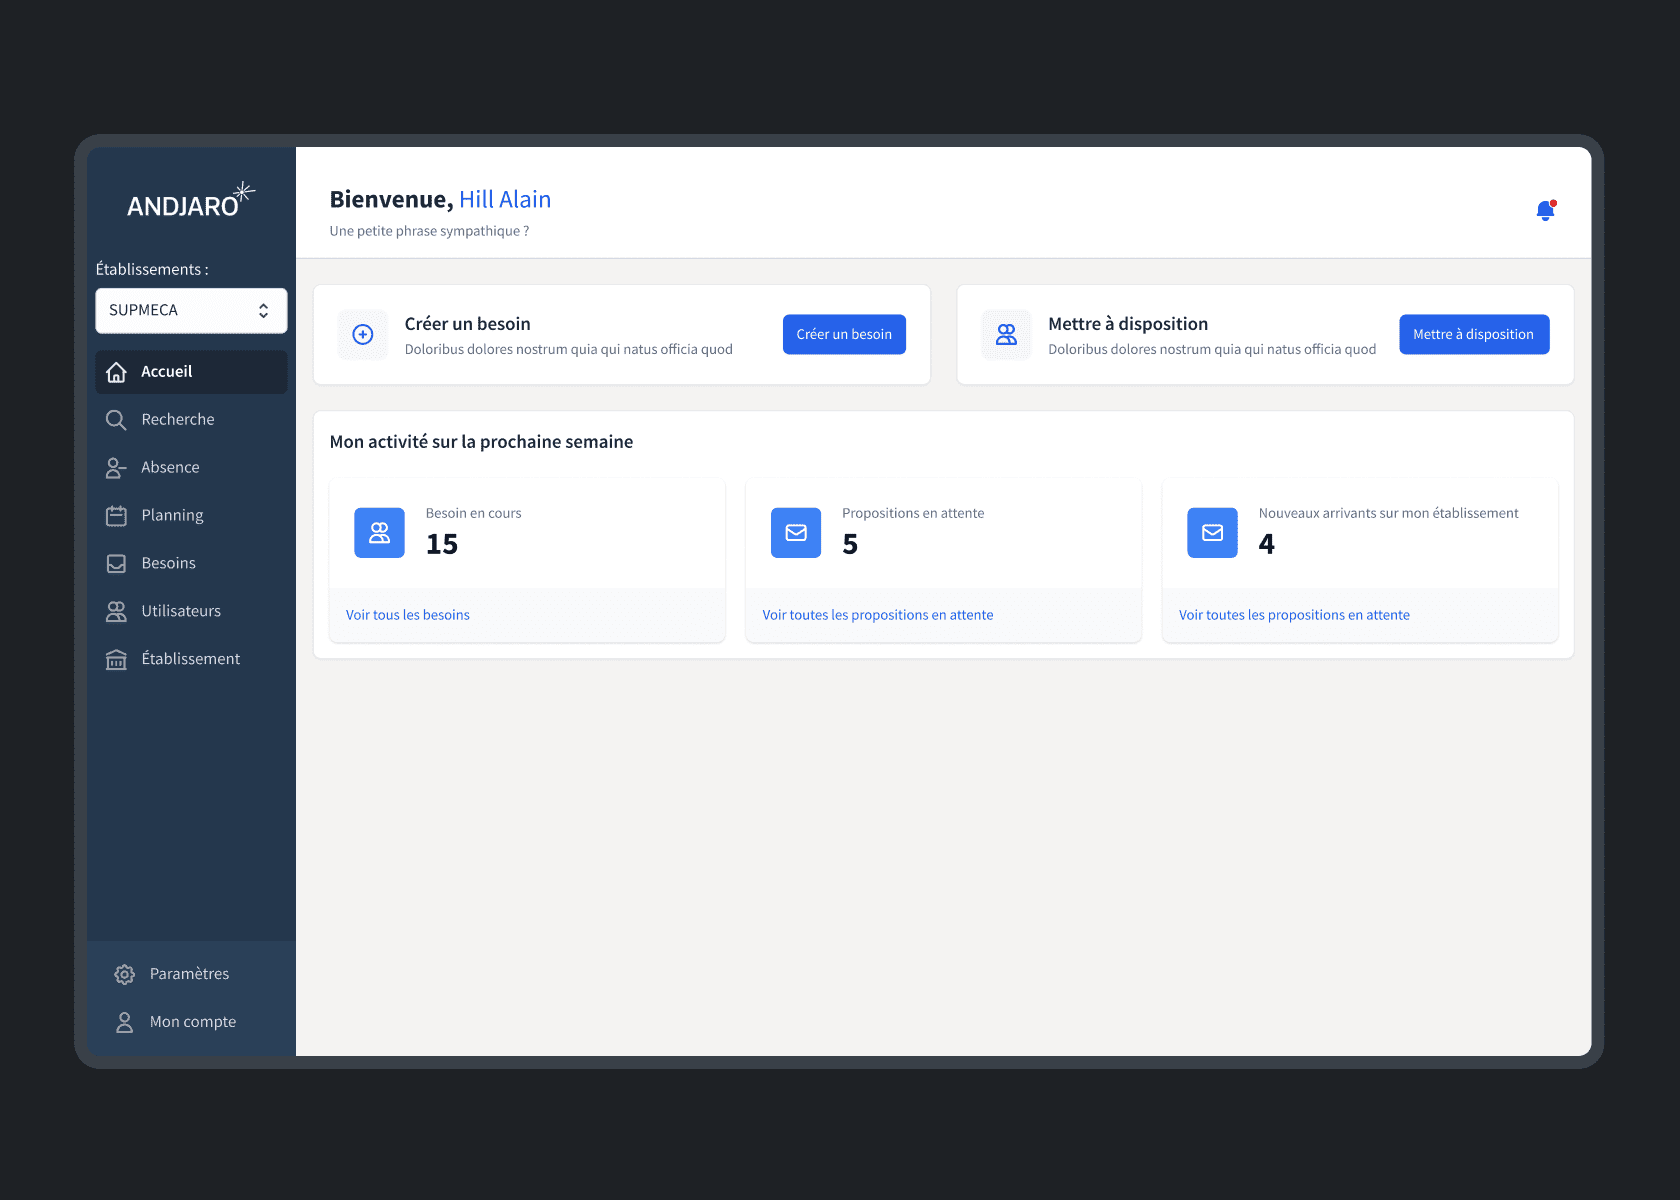 ANDJARO
Établissements :
SUPMECA
Accueil
Recherche
Absence
Planning
Besoins
Utilisateurs
Établissement
Paramètres
Mon compte
Bienvenue, Hill Alain
Une petite phrase sympathique ?
Créer un besoin
Doloribus dolores nostrum quia qui natus officia quod
Créer un besoin
Mettre à disposition
Doloribus dolores nostrum quia qui natus officia quod
Mettre à disposition
Mon activité sur la prochaine semaine
Besoin en cours
15
Voir tous les besoins
Propositions en attente
5
Voir toutes les propositions en attente
Nouveaux arrivants sur mon établissement
4
Voir toutes les propositions en attente